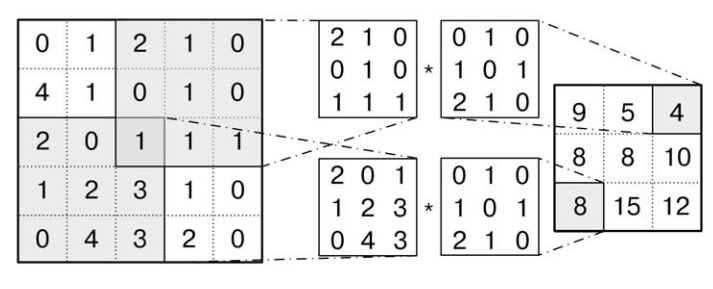 0 1 2 1 0
4 1 0 1 0
2 0 1 1 1
1 2 3 1 0
0 4 3 2 0
2 1 0
0 1 0
1 1 1
*
0 1 0
1 0 1
2 1 0
2 0 1
1 2 3
0 4 3
*
0 1 0
1 0 1
2 1 0
9 5 4
8 8 10
8 15 12